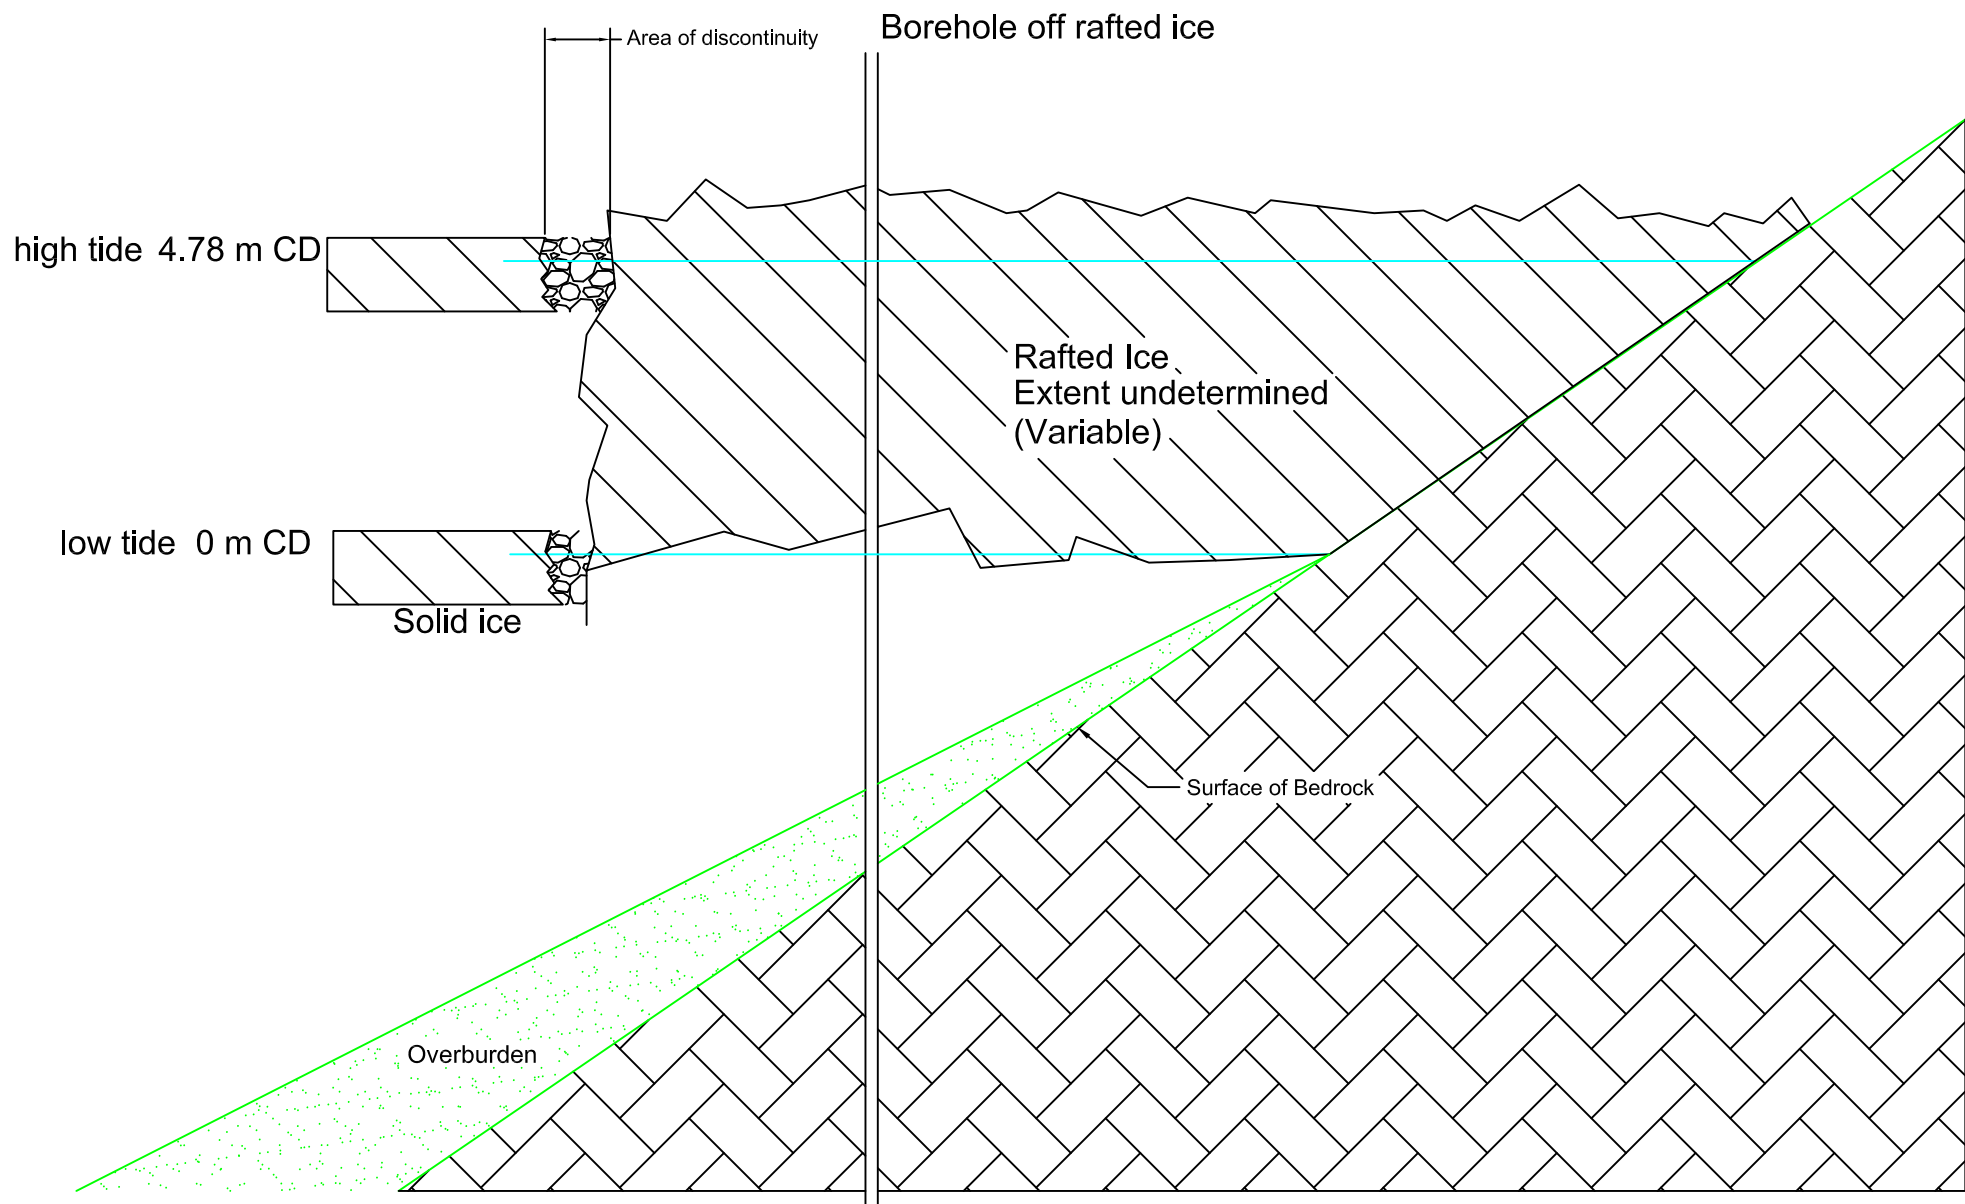 Borehole off rafted ice
Area of discontinuity
high tide 4.78 m CD
Rafted Ice
Extent undetermined
(Variable)
low tide 0 m CD
Solid ice
Surface of Bedrock
Overburden